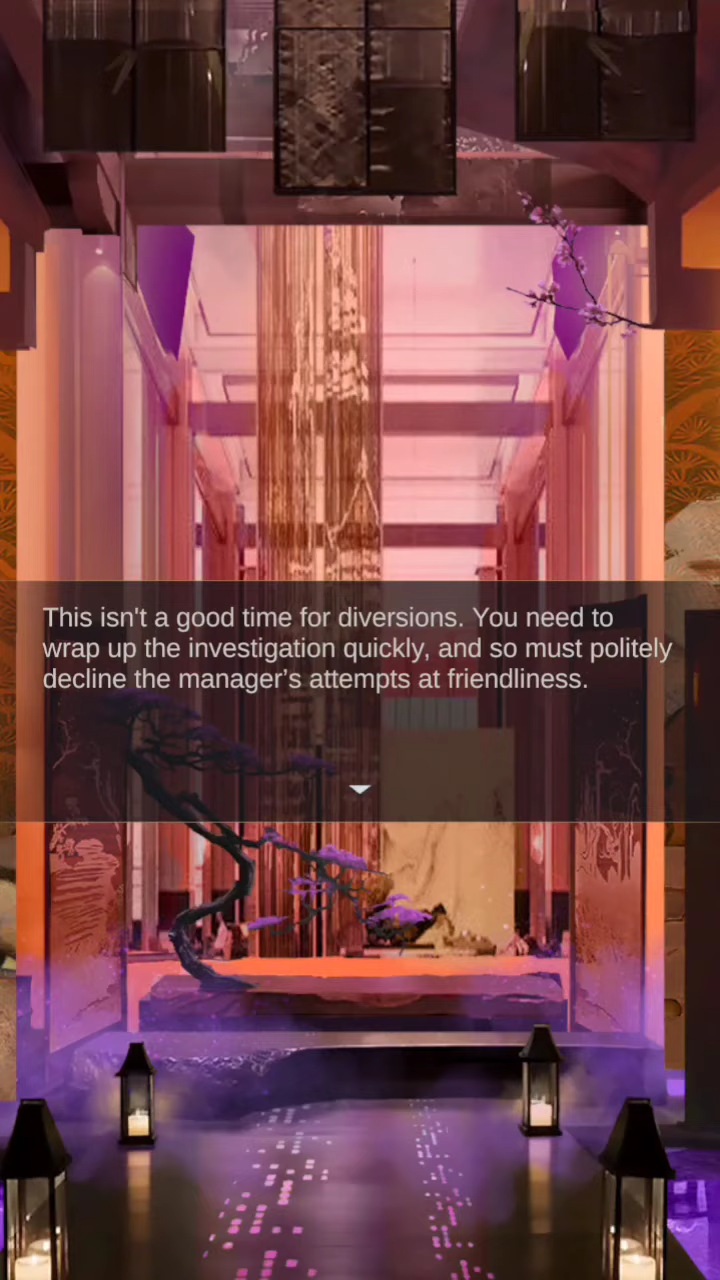 This isn't a good time for diversions. You need to
wrap up the investigation quickly, and so must politely
decline the manager’s attempts at friendliness.